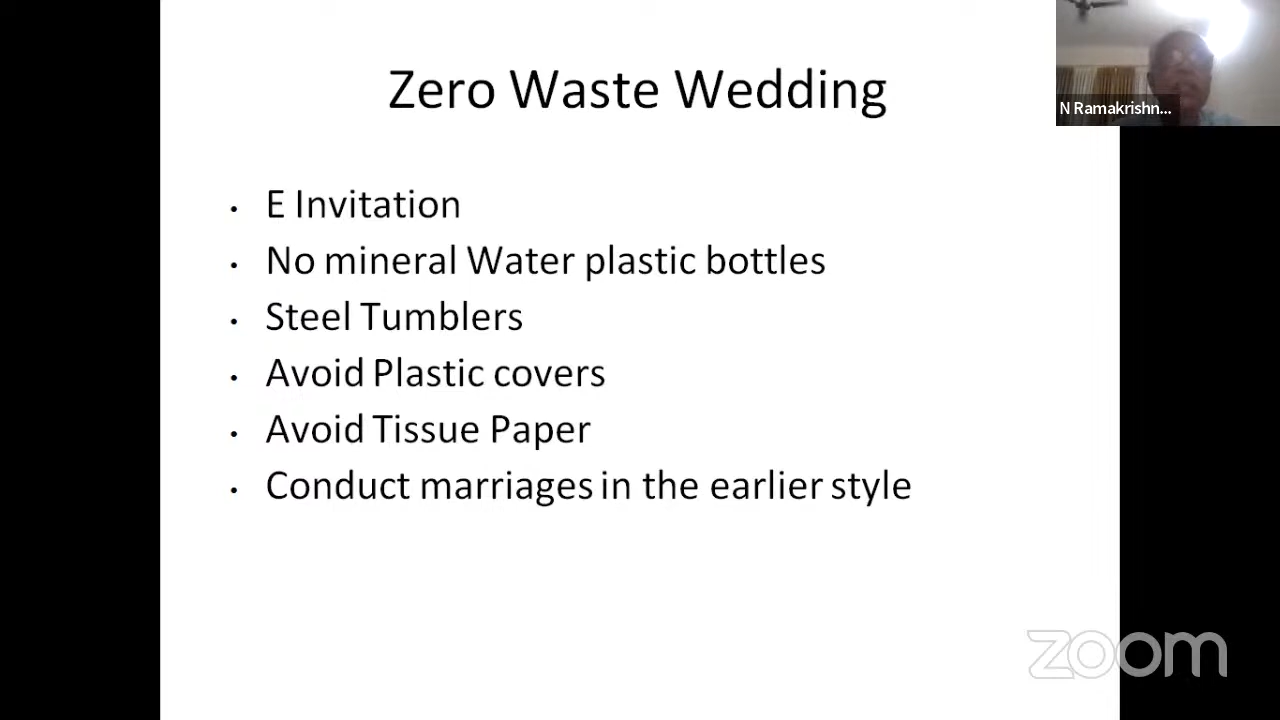 Zero Waste Wedding
N Ramakrishn...
• E Invitation
• No mineral Water plastic bottles
• Steel Tumblers
• Avoid Plastic covers
• Avoid Tissue Paper
• Conduct marriages in the earlier style
zoom